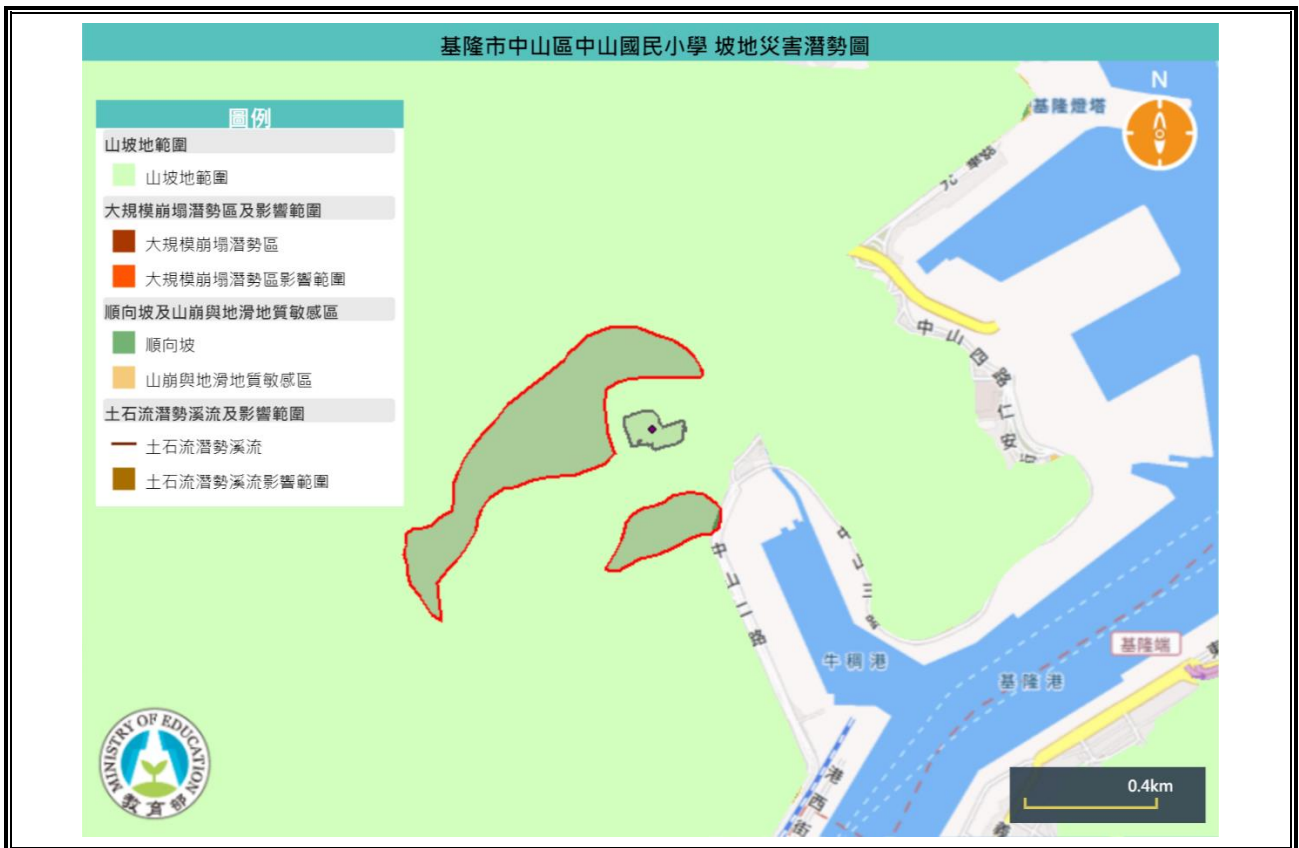 基隆市中山區中山國民小學 坡地災害潛勢圖
圖例
山坡地範圍
山坡地範圍
大規模崩塌潛勢區及影響範圍
大規模崩塌潛勢區
大規模崩塌潛勢區影響範圍
順向坡及山崩與地滑地質敏感區
順向坡
山崩與地滑地質敏感區
土石流潛勢溪流及影響範圍
土石流潛勢溪流
土石流潛勢溪流影響範圍
N
基隆燈塔
中山四路
仁安
中山二路
中山三
牛稠港
基隆港
基隆端
東
港西街
義
MINISTRY OF EDUCATION
教育部
0.4km